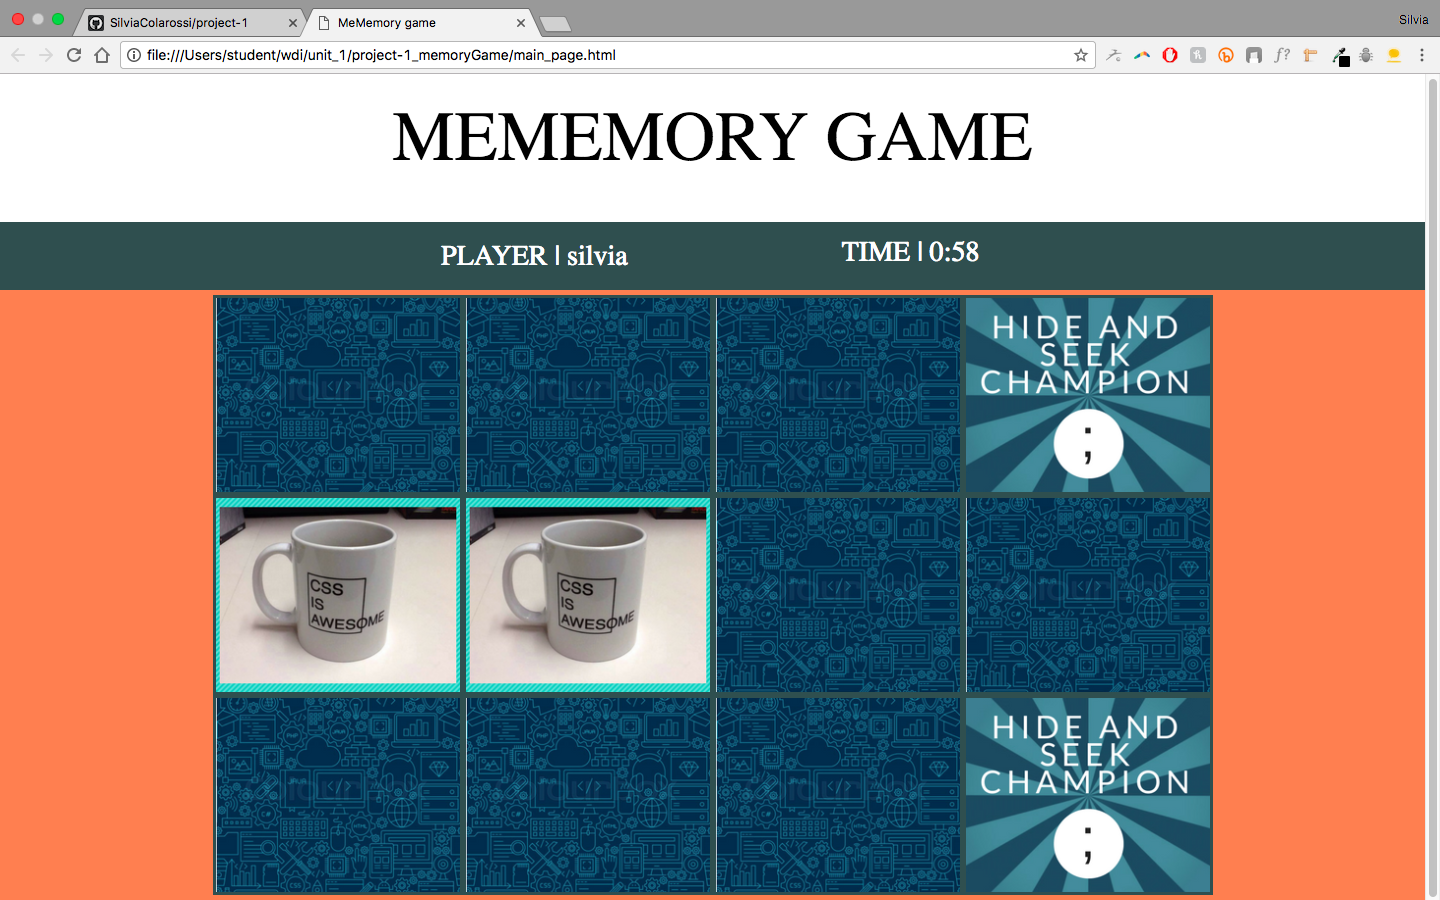 SilviaColarossi/project-1
MeMemory game
Silvia
file:///Users/student/wdi/unit_1/project-1_memoryGame/main_page.html
f?
MEMEMORY GAME
PLAYER | silvia
TIME | 0:58
HIDE AND
SEEK
CHAMPION
;
CSS
IS
AWESOME
CSS
IS
AWESOME
HIDE AND
SEEK
CHAMPION
;